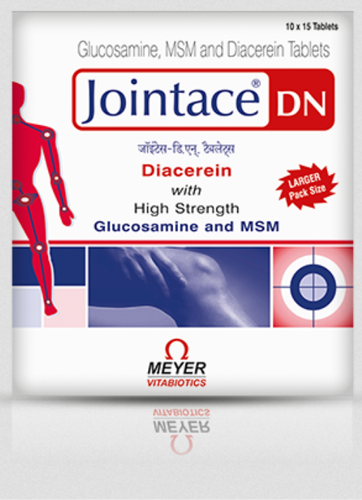 10 x 15 Tablets
Glucosamine, MSM and Diacerein Tablets
Jointace® DN
जॉइंटेस-डि.एन. टैबलेट्स
Diacerein
with
High Strength
Glucosamine and MSM
LARGER
Pack Size
MEYER
VITABIOTICS